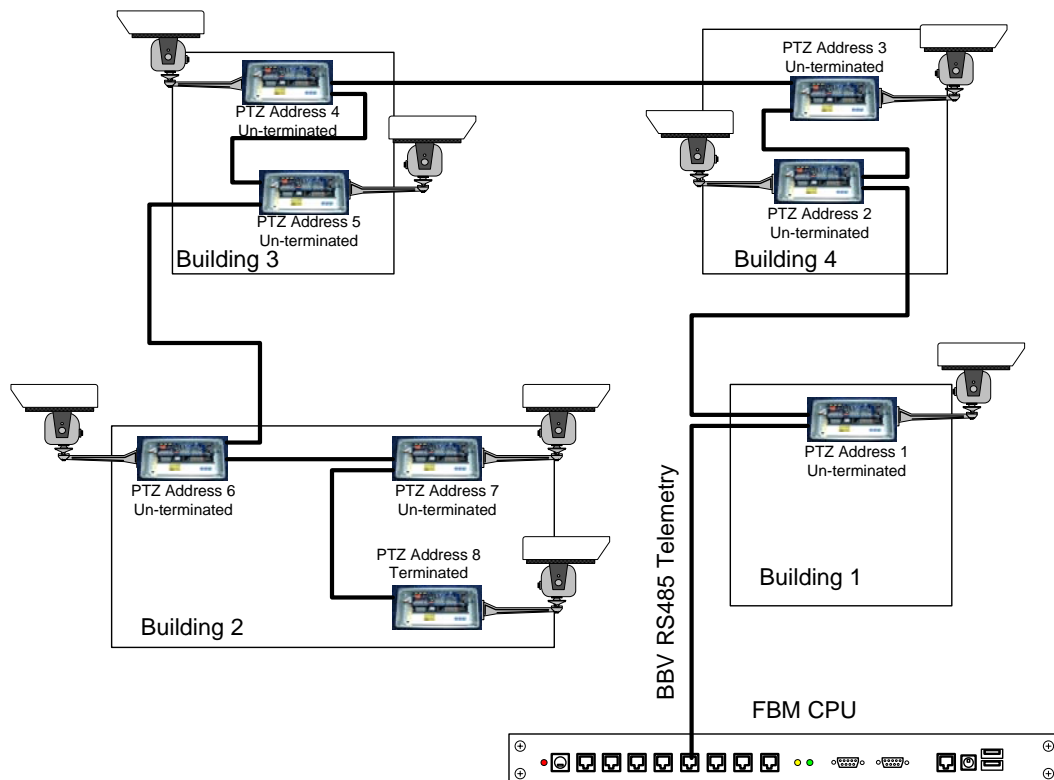 PTZ Address 3
Un-terminated
PTZ Address 4
Un-terminated
PTZ Address 2
Un-terminated
PTZ Address 5
Un-terminated
Building 3
Building 4
PTZ Address 1
Un-terminated
PTZ Address 6
Un-terminated
PTZ Address 7
Un-terminated
PTZ Address 8
Terminated
Building 1
Building 2
BBV RS485 Telemetry
FBM CPU